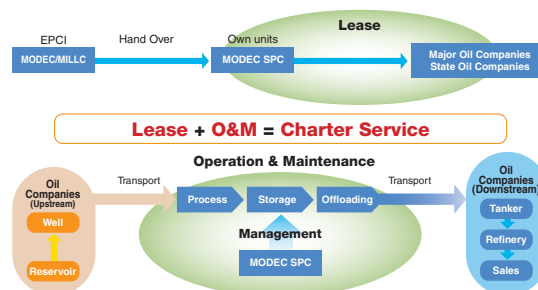 Lease
EPCI
Hand Over
Own units
MODEC/MILLC
MODEC SPC
Major Oil Companies
State Oil Companies
Lease + O&M = Charter Service
Operation & Maintenance
Oil
Companies
(Upstream)
Well
Reservoir
Transport
Process
Storage
Offloading
Transport
Management
MODEC SPC
Oil
Companies
(Downstream)
Tanker
Refinery
Sales